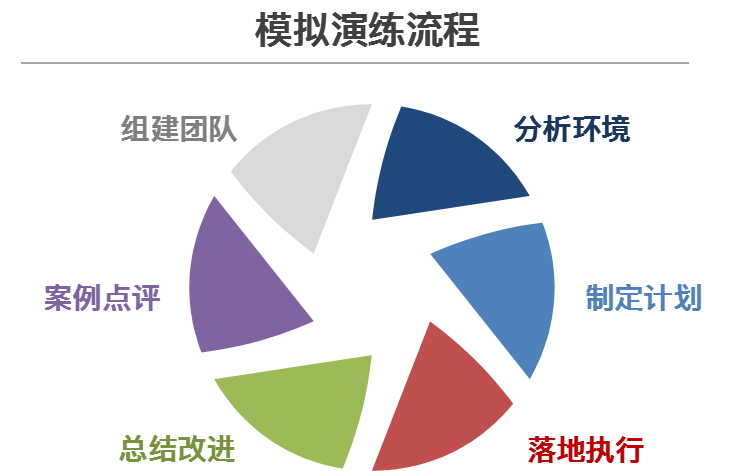 模拟演练流程
组建团队
分析环境
案例点评
制定计划
总结改进
落地执行